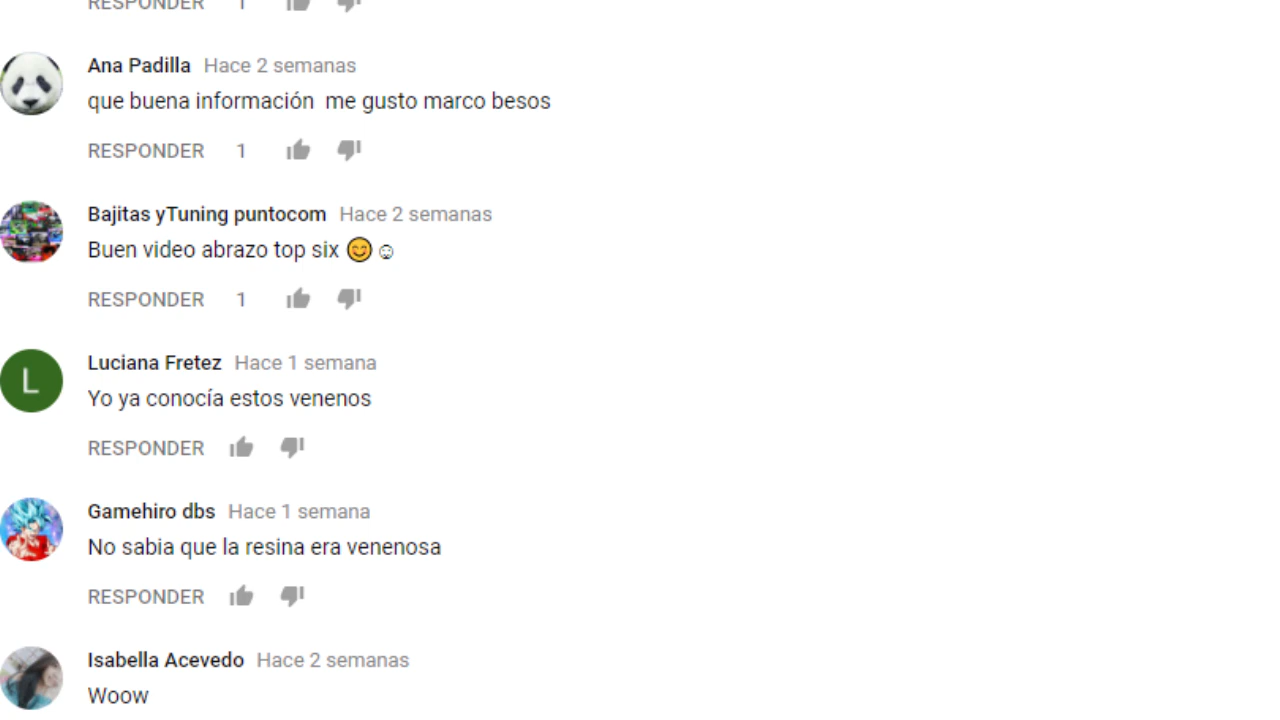 RESPONDER 1
Ana Padilla Hace 2 semanas
que buena información me gusto marco besos
RESPONDER 1
Bajitas yTuning puntocom Hace 2 semanas
Buen video abrazo top six 😊☺
RESPONDER 1
L
Luciana Fretez Hace 1 semana
Yo ya conocía estos venenos
RESPONDER
Gamehiro dbs Hace 1 semana
No sabia que la resina era venenosa
RESPONDER
Isabella Acevedo Hace 2 semanas
Woow